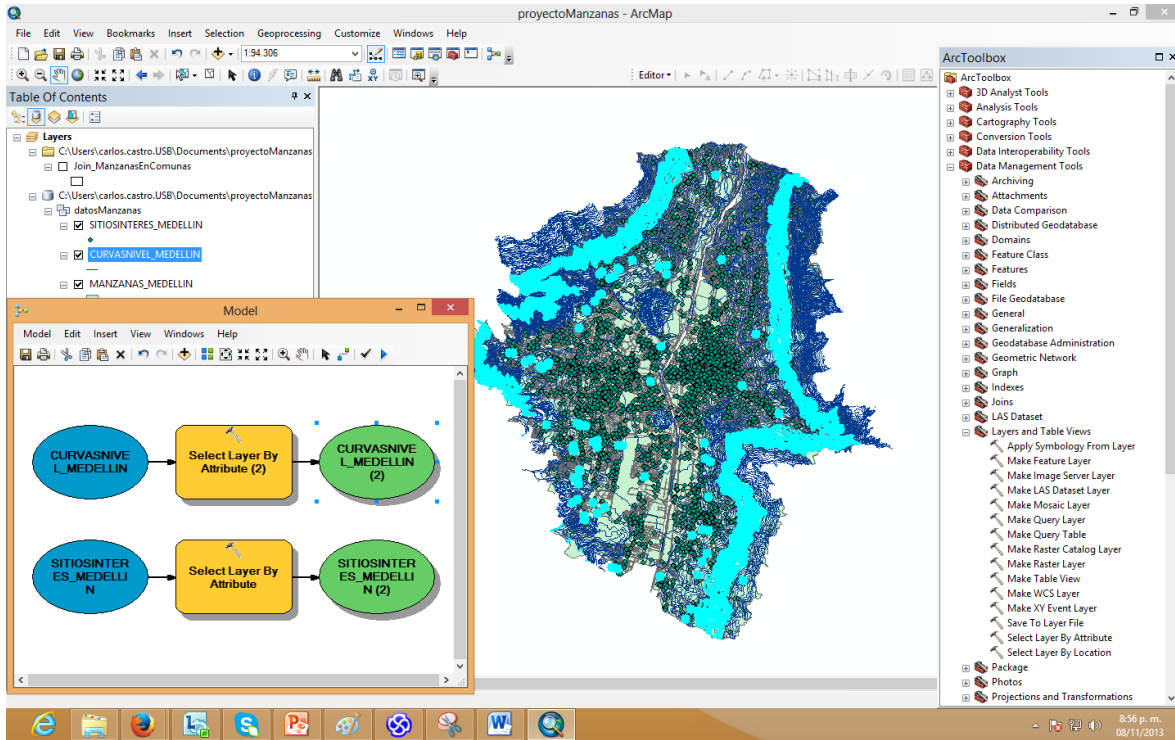 proyectoManzanas - ArcMap
File Edit View Bookmarks Insert Selection Geoprocessing Customize Windows Help
1:94.306
Editor
Table Of Contents
Layers
C:\Users\carlos.castro.USB\Documents\proyectoManzanas
Join_ManzanasEnComunas
C:\Users\carlos.castro.USB\Documents\proyectoManzanas
datosManzanas
SITIOSINTERES_MEDELLIN
CURVASNIVEL_MEDELLIN
MANZANAS_MEDELLIN
Model
Model Edit Insert View Windows Help
CURVASNIVE
L_MEDELLIN
Select Layer By
Attribute (2)
CURVASNIVE
L_MEDELLIN
(2)
SITIOSINTER
ES_MEDELLI
N
Select Layer By
Attribute
SITIOSINTER
ES_MEDELLI
N (2)
ArcToolbox
ArcToolbox
3D Analyst Tools
Analysis Tools
Cartography Tools
Conversion Tools
Data Interoperability Tools
Data Management Tools
Archiving
Attachments
Data Comparison
Distributed Geodatabase
Domains
Feature Class
Features
Fields
File Geodatabase
General
Generalization
Geodatabase Administration
Geometric Network
Graph
Indexes
Joins
LAS Dataset
Layers and Table Views
Apply Symbology From Layer
Make Feature Layer
Make Image Server Layer
Make LAS Dataset Layer
Make Mosaic Layer
Make Query Layer
Make Query Table
Make Raster Catalog Layer
Make Raster Layer
Make Table View
Make WCS Layer
Make XY Event Layer
Save To Layer File
Select Layer By Attribute
Select Layer By Location
Package
Photos
Projections and Transformations
8:56 p. m.
08/11/2013